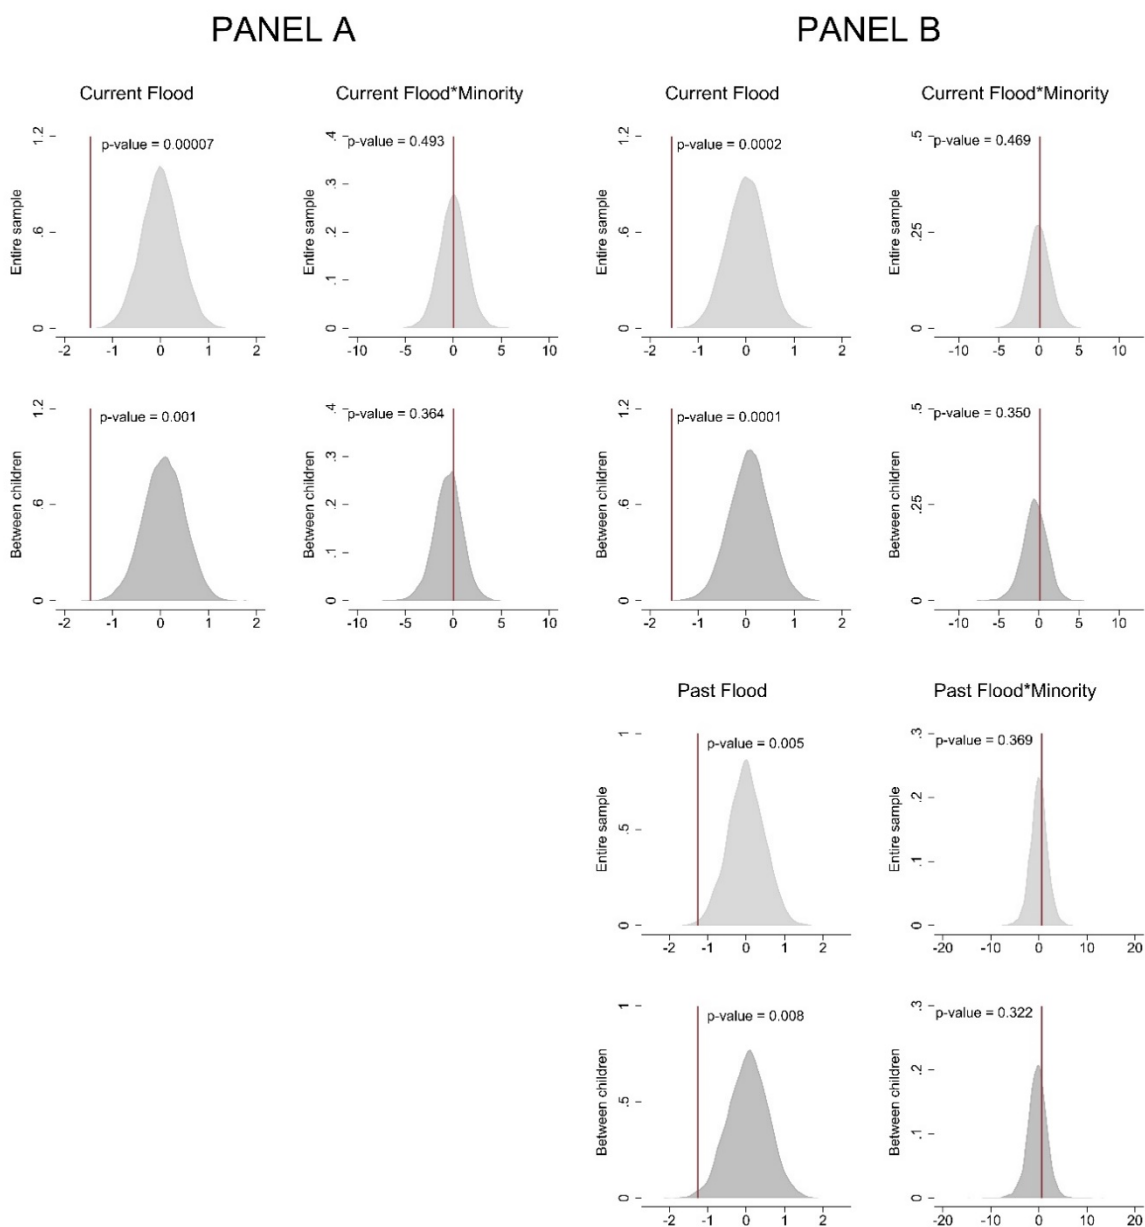 PANEL A
PANEL B
Current Flood
Current Flood*Minority
Current Flood
Current Flood*Minority
Entire sample
1.2
.6
0
p-value = 0.00007
-2 -1 0 1 2
Entire sample
.4
.3
.2
.1
0
p-value = 0.493
-10 -5 0 5 10
Entire sample
1.2
.6
0
p-value = 0.0002
-2 -1 0 1 2
Entire sample
.5
.25
0
p-value = 0.469
-10 -5 0 5 10
Between children
1.2
.6
0
p-value = 0.001
-2 -1 0 1 2
Between children
.4
.3
.2
.1
0
p-value = 0.364
-10 -5 0 5 10
Between children
1.2
.6
0
p-value = 0.0001
-2 -1 0 1 2
Between children
.5
.25
0
p-value = 0.350
-10 -5 0 5 10
Past Flood
Past Flood*Minority
Entire sample
1
.5
0
p-value = 0.005
-2 -1 0 1 2
Entire sample
.3
.2
.1
0
p-value = 0.369
-20 -10 0 10 20
Between children
1
.5
0
p-value = 0.008
-2 -1 0 1 2
Between children
.3
.2
.1
0
p-value = 0.322
-20 -10 0 10 20